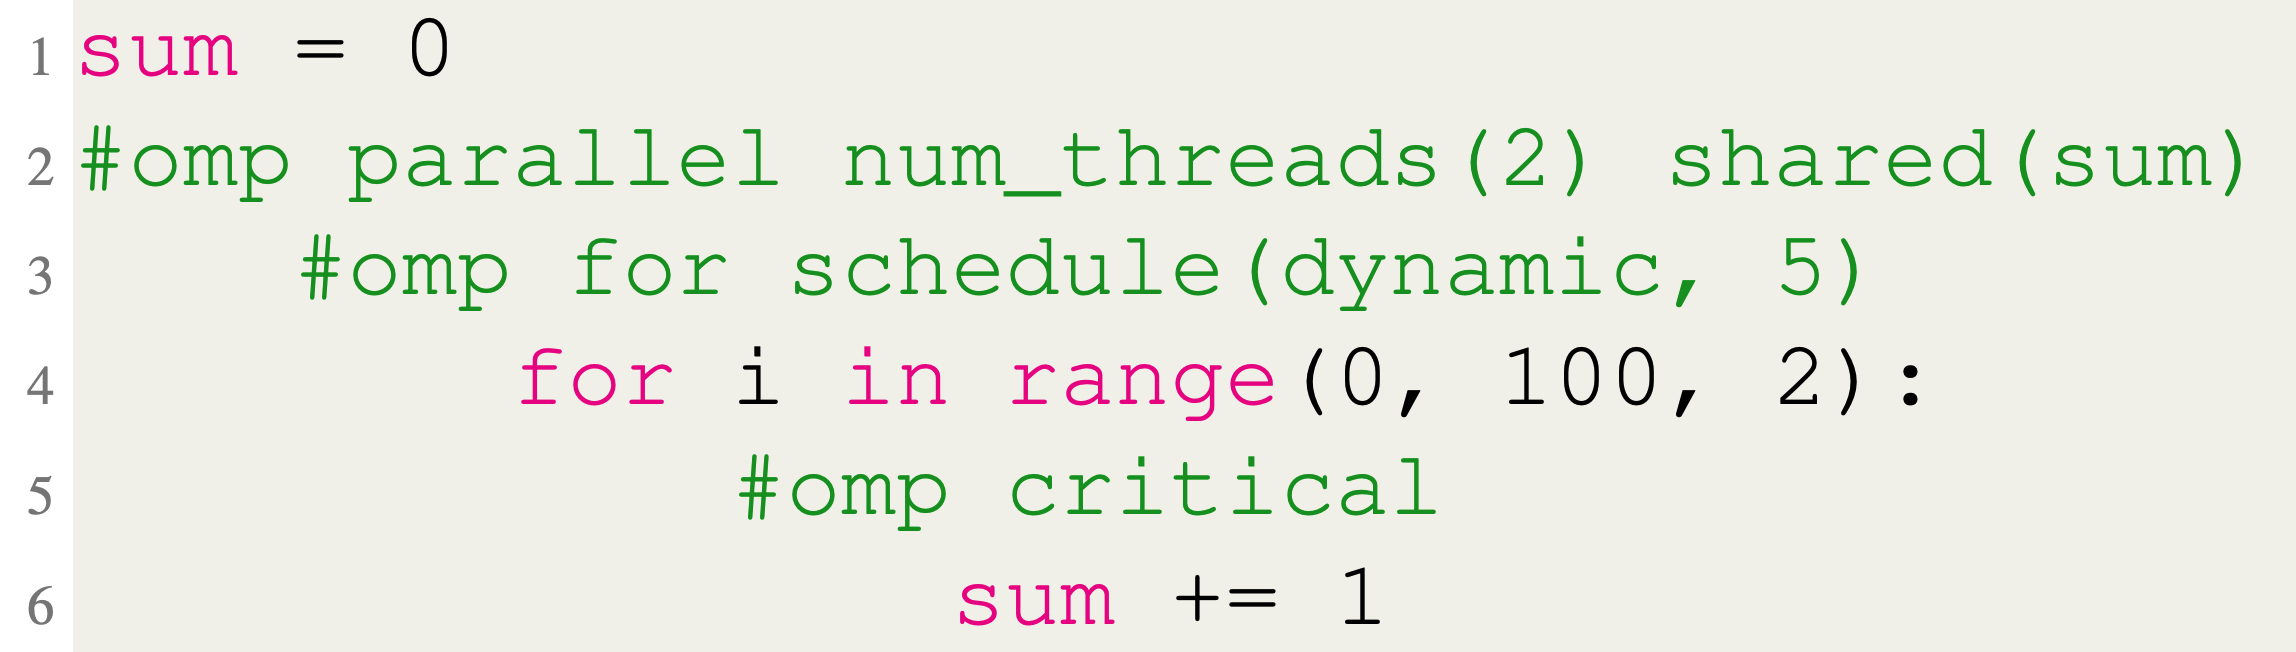 1 sum = 0
2 #omp parallel num_threads(2) shared(sum)
3     #omp for schedule(dynamic, 5)
4         for i in range(0, 100, 2):
5             #omp critical
6                 sum += 1